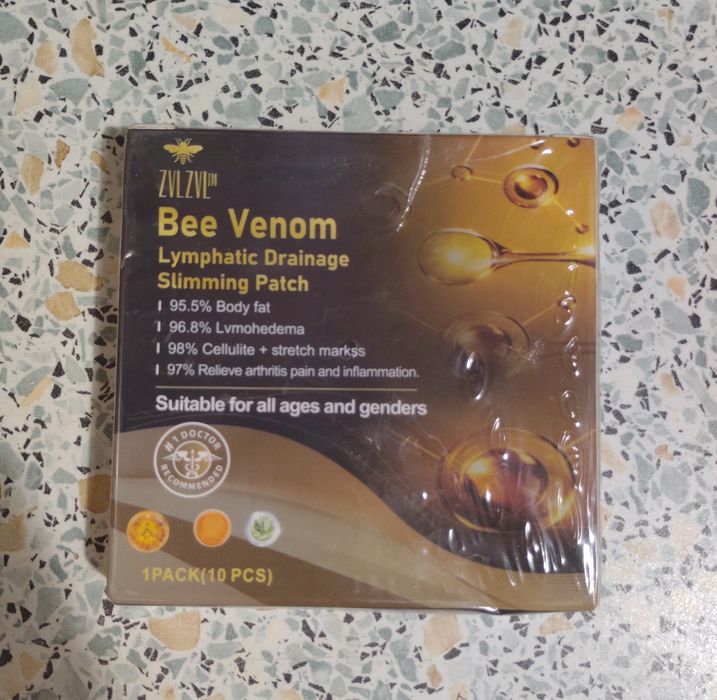 ZVLZVL™
Bee Venom
Lymphatic Drainage
Slimming Patch
95.5% Body fat
96.8% Lvmohedema
98% Cellulite + stretch markss
97% Relieve arthritis pain and inflammation.
Suitable for all ages and genders
#1 DOCTOR
RECOMMENDED
1PACK(10 PCS)